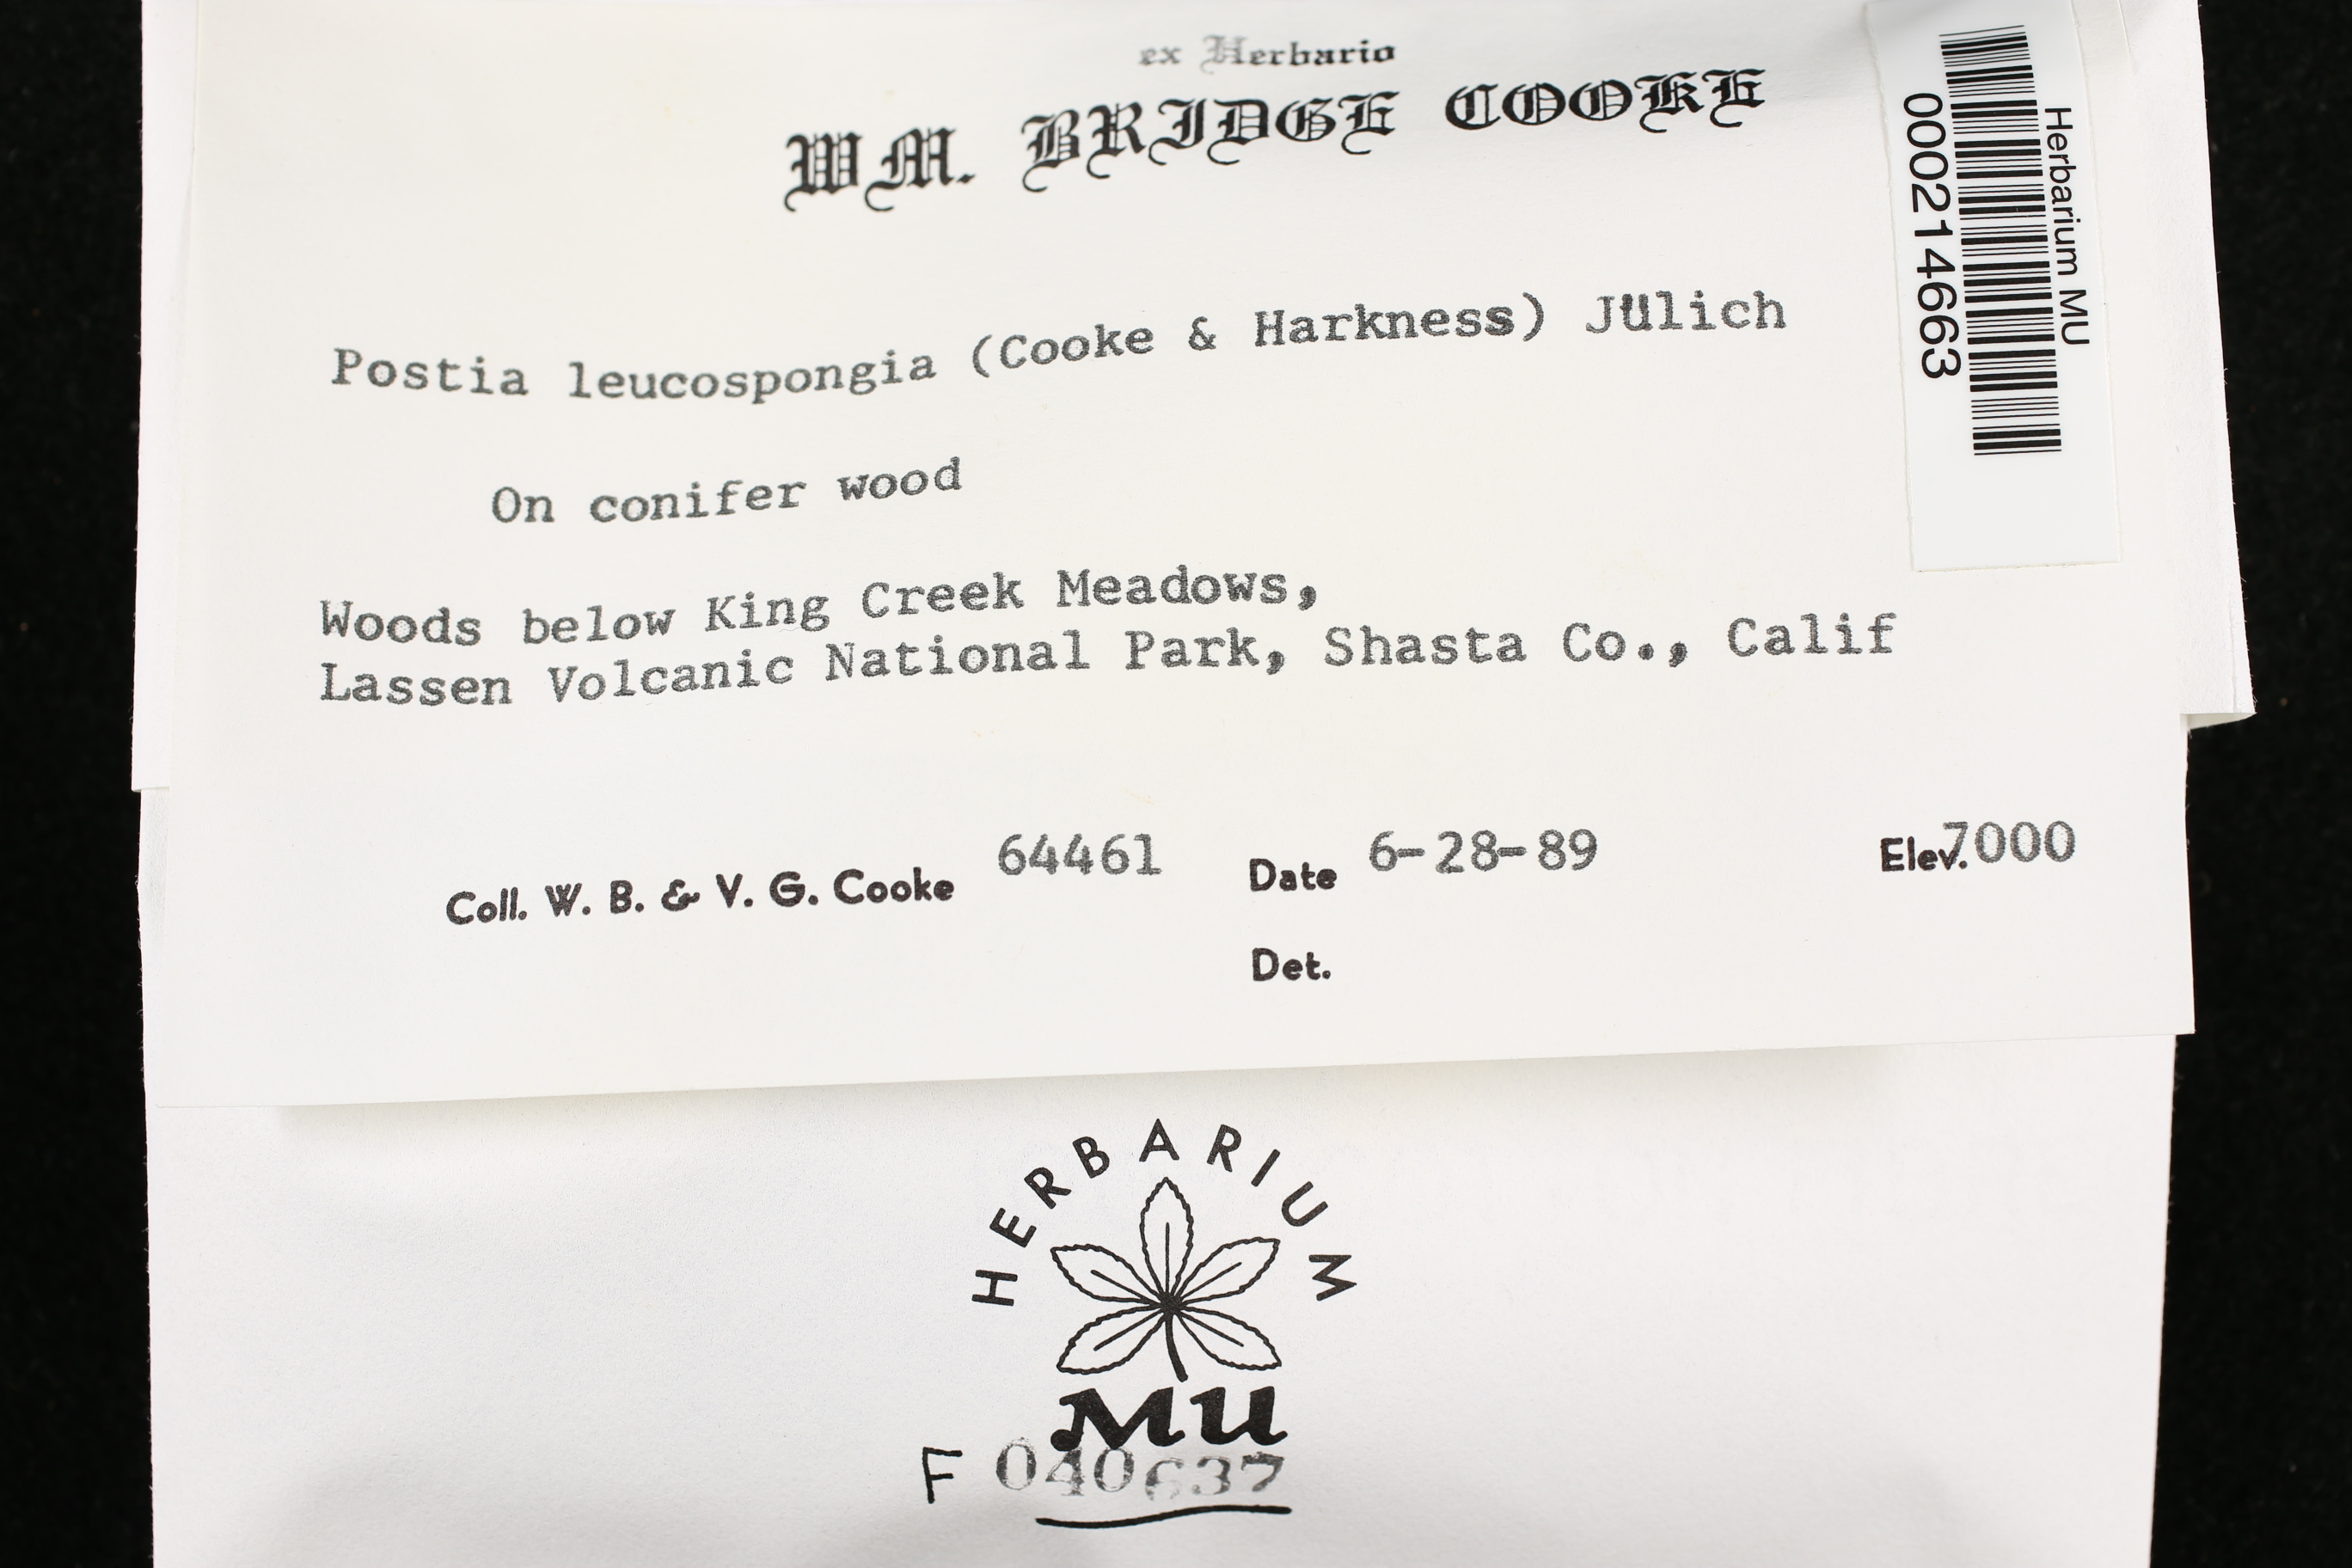 ex Herbario
WM. BRIDGE COOKE
Herbarium MU
000214663
Postia leucospongia (Cooke & Harkness) Jülich
On conifer wood
Woods below King Creek Meadows,
Lassen Volcanic National Park, Shasta Co., Calif
Coll. W. B. & V. G. Cooke 64461 Date 6-28-89 Elev. 7000
Det.
HERBARIUM
MU
F 040637